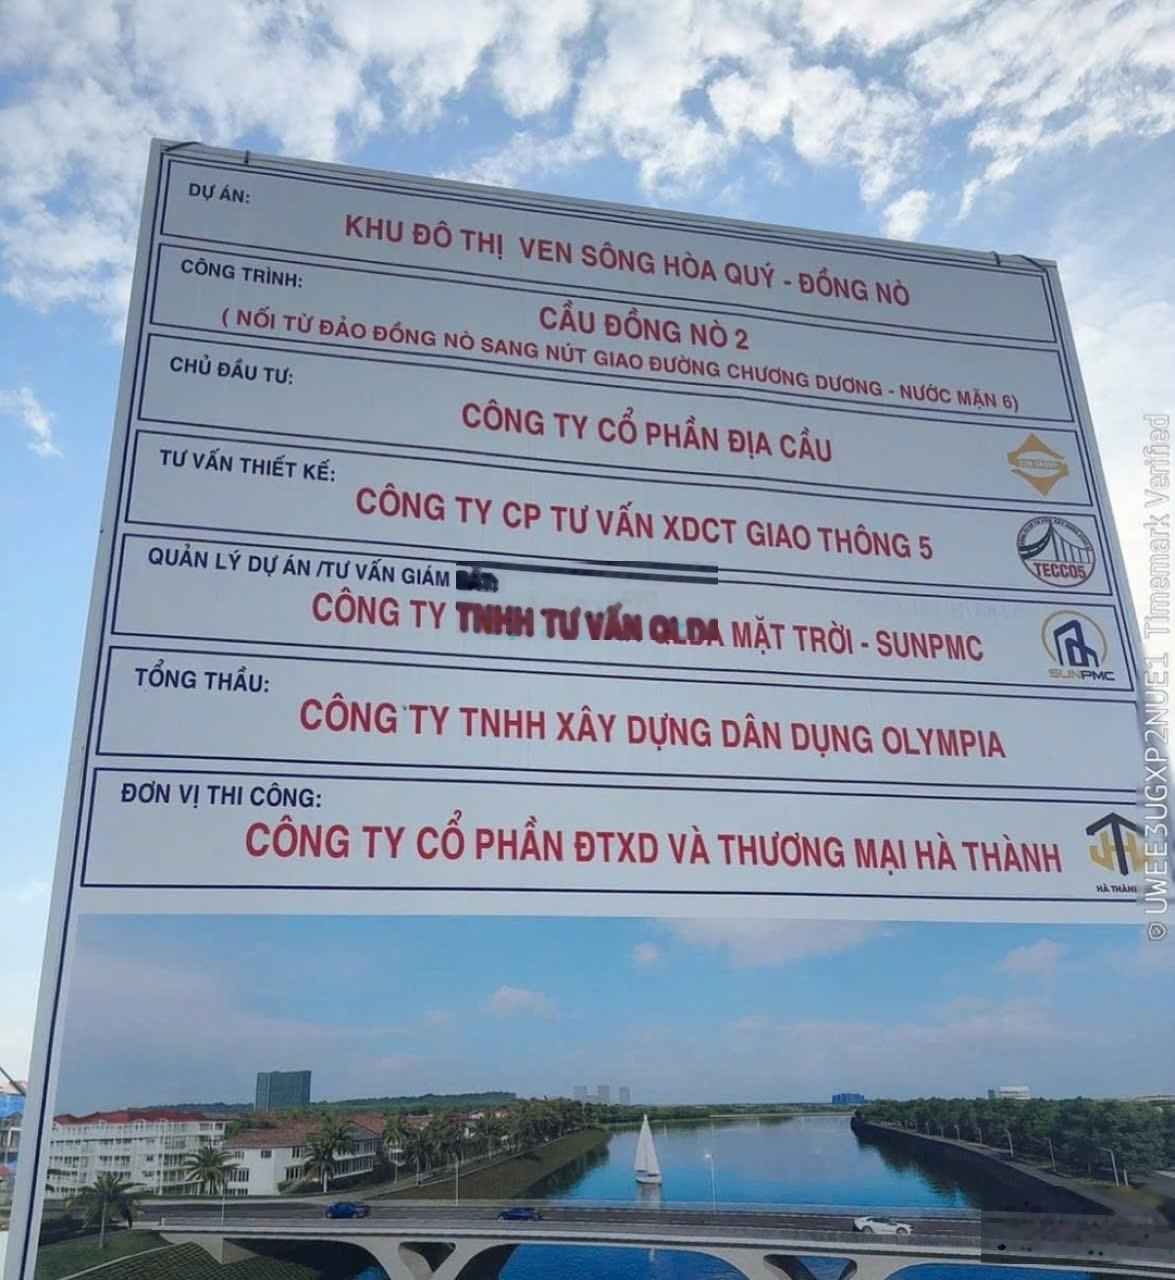 DỰ ÁN:
KHU ĐÔ THỊ VEN SÔNG HÒA QUÝ - ĐỒNG NÒ
CÔNG TRÌNH:
CẦU ĐỒNG NÒ 2
( NỐI TỪ ĐẢO ĐỒNG NÒ SANG NÚT GIAO ĐƯỜNG CHƯƠNG DƯƠNG - NƯỚC MẶN 6)
CHỦ ĐẦU TƯ:
CÔNG TY CỔ PHẦN ĐỊA CẦU
SUN GROUP
TƯ VẤN THIẾT KẾ:
CÔNG TY CP TƯ VẤN XDCT GIAO THÔNG 5
TECCO5
QUẢN LÝ DỰ ÁN /TƯ VẤN GIÁM
CÔNG TY TNHH TƯ VẤN QLDA MẶT TRỜI - SUNPMC
SUNPMC
TỔNG THẦU:
CÔNG TY TNHH XÂY DỰNG DÂN DỤNG OLYMPIA
ĐƠN VỊ THI CÔNG:
CÔNG TY CỔ PHẦN ĐTXD VÀ THƯƠNG MẠI HÀ THÀNH
HÀ THÀNH
UWEE3UGXP2NUE1 Timemark Verified